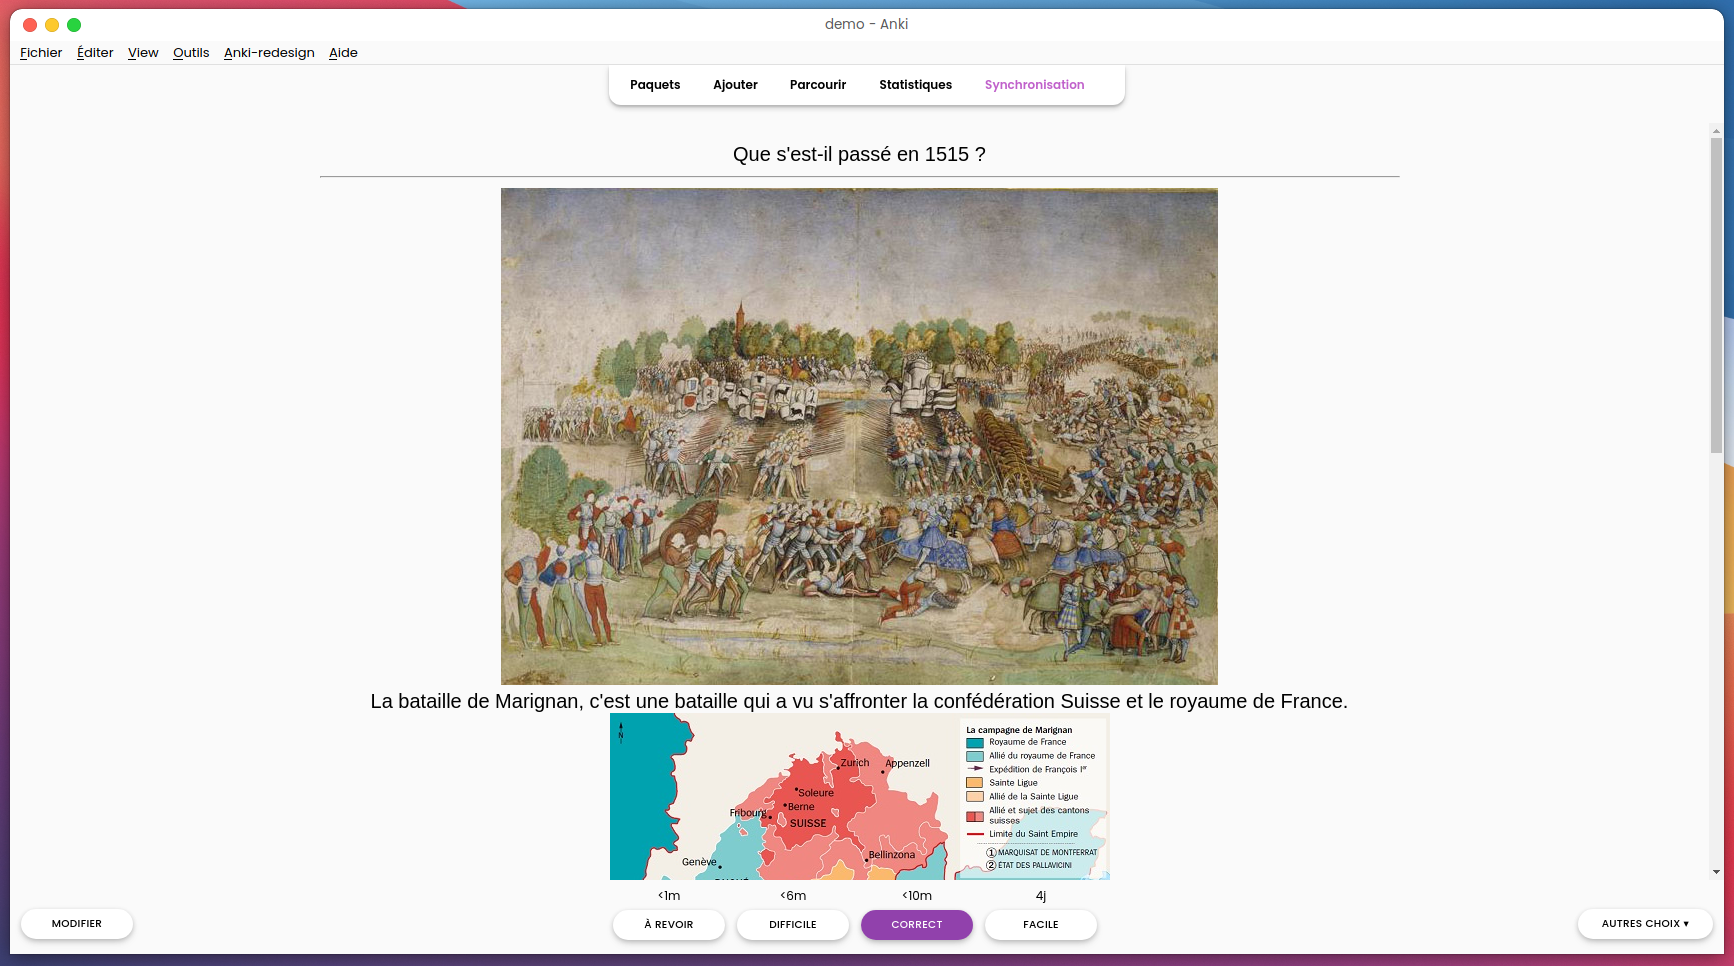 demo - Anki
Fichier Éditer View Outils Anki-redesign Aide
Paquets Ajouter Parcourir Statistiques Synchronisation
Que s'est-il passé en 1515 ?
La bataille de Marignan, c'est une bataille qui a vu s'affronter la confédération Suisse et le royaume de France.
N
Zurich
Appenzell
Soleure
Berne
Fribourg
SUISSE
Bellinzona
Genève
La campagne de Marignan
Royaume de France
Allié du royaume de France
Expédition de François Iᵉʳ
Sainte Ligue
Allié de la Sainte Ligue
Allié et sujet des cantons
suisses
Limite du Saint Empire
1 MARQUISAT DE MONTFERRAT
2 ÉTAT DES PALLAVICINI
<1m <6m <10m 4j
MODIFIER À REVOIR DIFFICILE CORRECT FACILE AUTRES CHOIX ▾